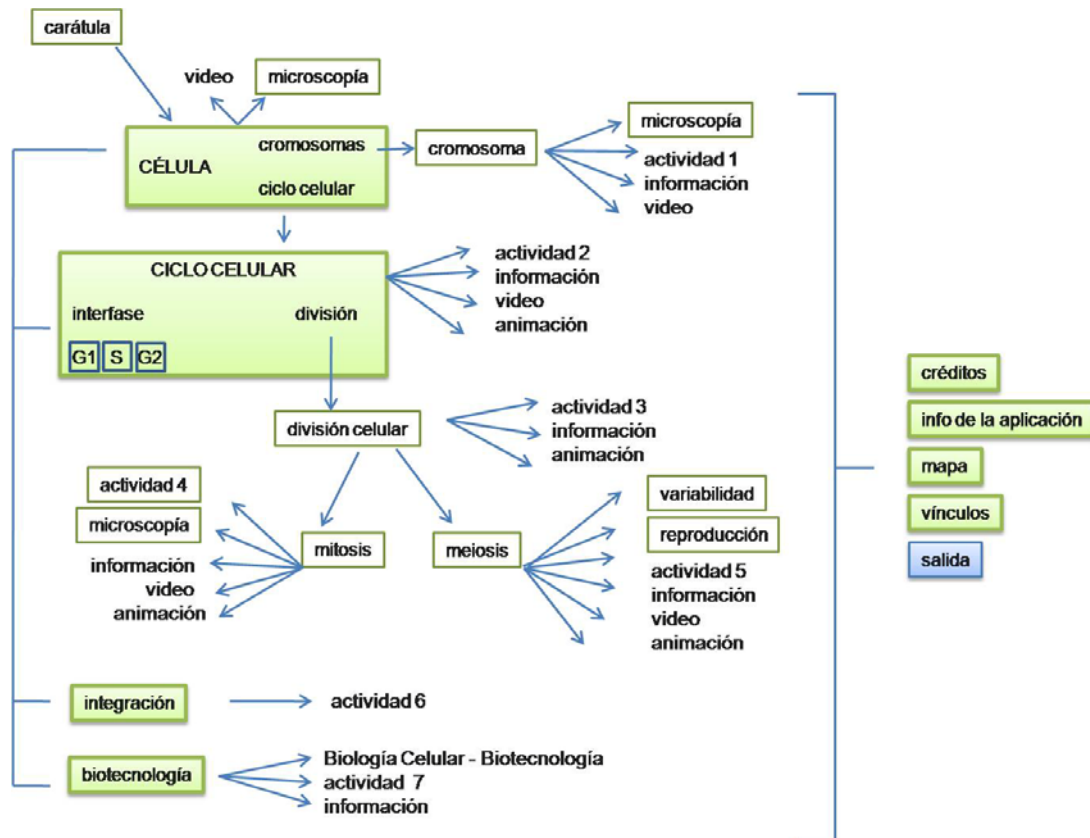 carátula
video
microscopía
CÉLULA
cromosomas
ciclo celular
cromosoma
microscopía
actividad 1
información
video
CICLO CELULAR
interfase
división
G1 S G2
actividad 2
información
video
animación
división celular
actividad 3
información
animación
mitosis
actividad 4
microscopía
información
video
animación
meiosis
variabilidad
reproducción
actividad 5
información
video
animación
integración
actividad 6
biotecnología
Biología Celular - Biotecnología
actividad 7
información
créditos
info de la aplicación
mapa
vínculos
salida